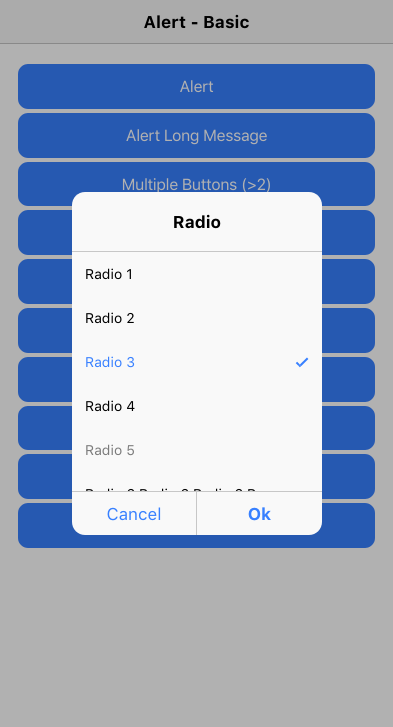 Alert - Basic
Alert
Alert Long Message
Multiple Buttons (>2)
Radio
Radio 1
Radio 2
Radio 3
Radio 4
Radio 5
Cancel
Ok